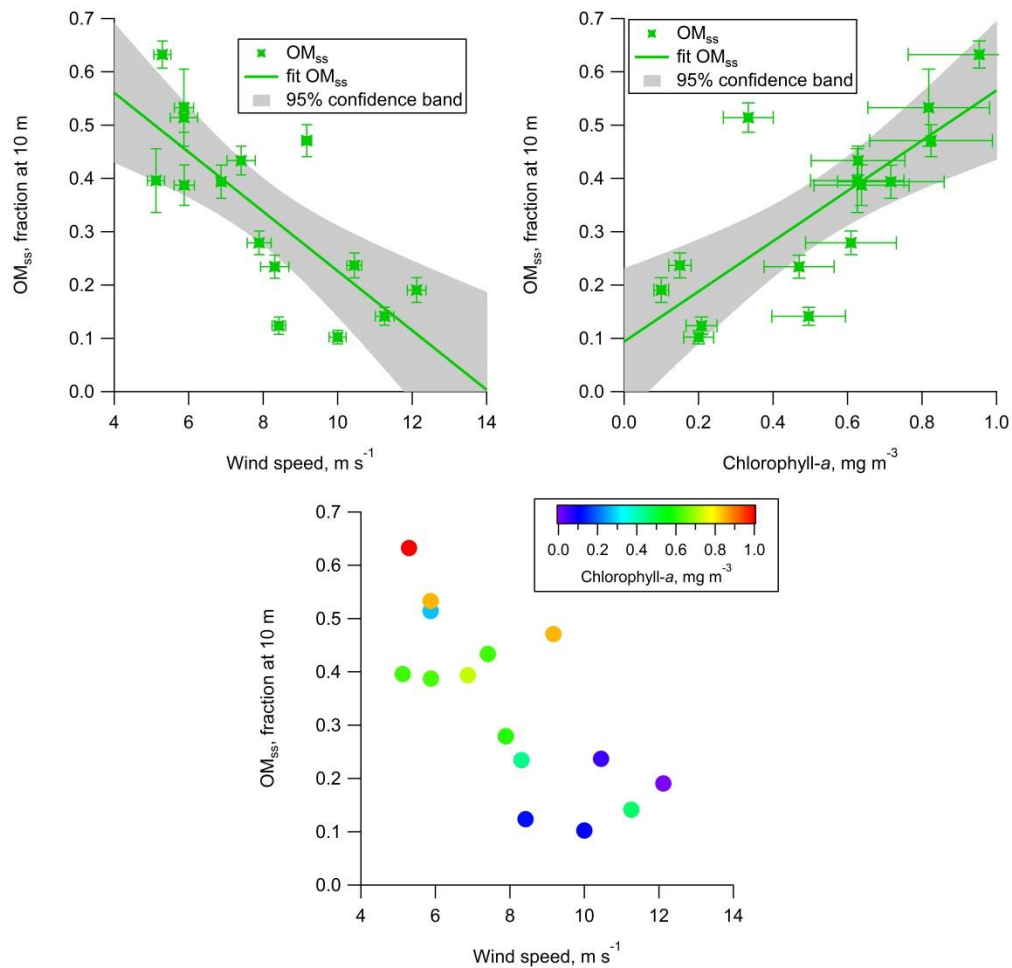 0.7
0.6
0.5
0.4
0.3
0.2
0.1
0.0
OMss, fraction at 10 m
OMss
fit OMss
95% confidence band
4 6 8 10 12 14
Wind speed, m s⁻¹
0.7
0.6
0.5
0.4
0.3
0.2
0.1
0.0
OMss, fraction at 10 m
OMss
fit OMss
95% confidence band
0.0 0.2 0.4 0.6 0.8 1.0
Chlorophyll-a, mg m⁻³
0.7
0.6
0.5
0.4
0.3
0.2
0.1
0.0
OMss, fraction at 10 m
0.0 0.2 0.4 0.6 0.8 1.0
Chlorophyll-a, mg m⁻³
4 6 8 10 12 14
Wind speed, m s⁻¹